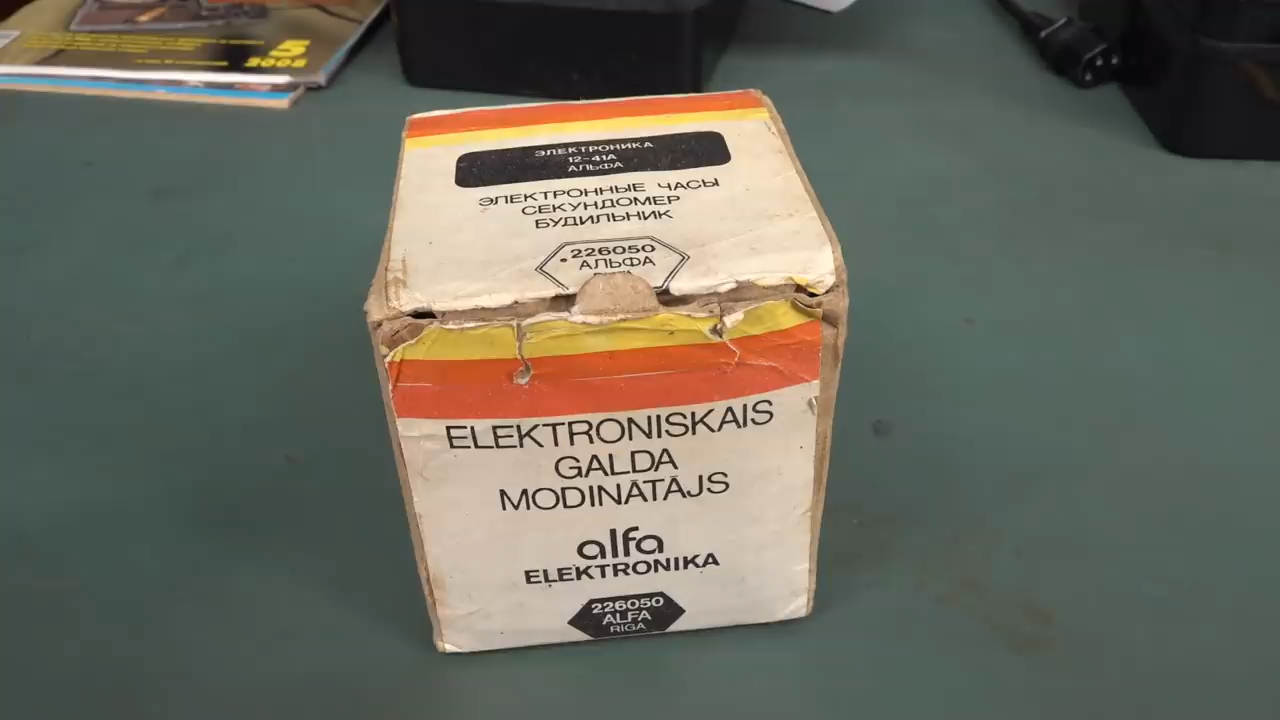 ЭЛЕКТРОНИКА
12-41А
АЛЬФА
ЭЛЕКТРОННЫЕ ЧАСЫ
СЕКУНДОМЕР
БУДИЛЬНИК
226050
АЛЬФА
ELEKTRONISKAIS
GALDA
MODINĀTĀJS
alfa
ELEKTRONIKA
226050
ALFA
RIGA